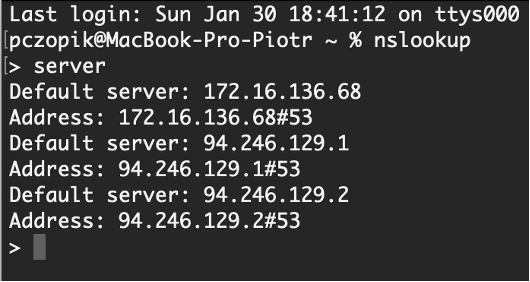 Last login: Sun Jan 30 18:41:12 on ttys000
[pczopik@MacBook-Pro-Piotr ~ % nslookup
[> server
Default server: 172.16.136.68
Address: 172.16.136.68#53
Default server: 94.246.129.1
Address: 94.246.129.1#53
Default server: 94.246.129.2
Address: 94.246.129.2#53
>